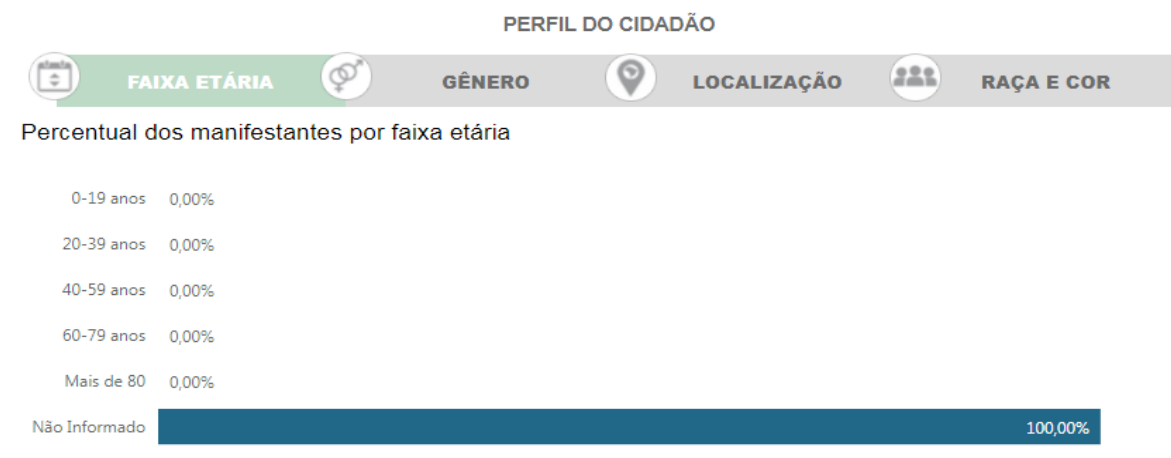 PERFIL DO CIDADÃO
FAIXA ETÁRIA GÊNERO LOCALIZAÇÃO RAÇA E COR
Percentual dos manifestantes por faixa etária
0-19 anos 0,00%
20-39 anos 0,00%
40-59 anos 0,00%
60-79 anos 0,00%
Mais de 80 0,00%
Não Informado 100,00%